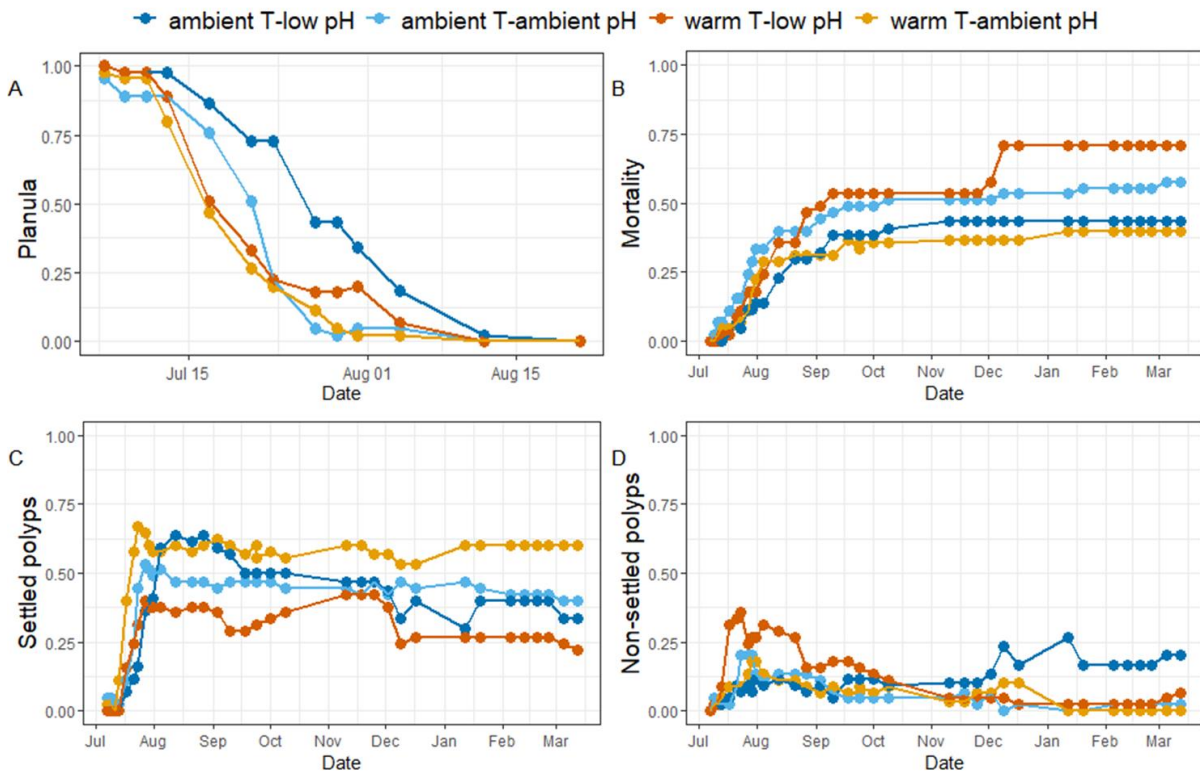 ambient T-low pH ambient T-ambient pH warm T-low pH warm T-ambient pH
A
Planula
1.00
0.75
0.50
0.25
0.00
Jul 15 Aug 01 Aug 15
Date
B
Mortality
1.00
0.75
0.50
0.25
0.00
Jul Aug Sep Oct Nov Dec Jan Feb Mar
Date
C
Settled polyps
1.00
0.75
0.50
0.25
0.00
Jul Aug Sep Oct Nov Dec Jan Feb Mar
Date
D
Non-settled polyps
1.00
0.75
0.50
0.25
0.00
Jul Aug Sep Oct Nov Dec Jan Feb Mar
Date